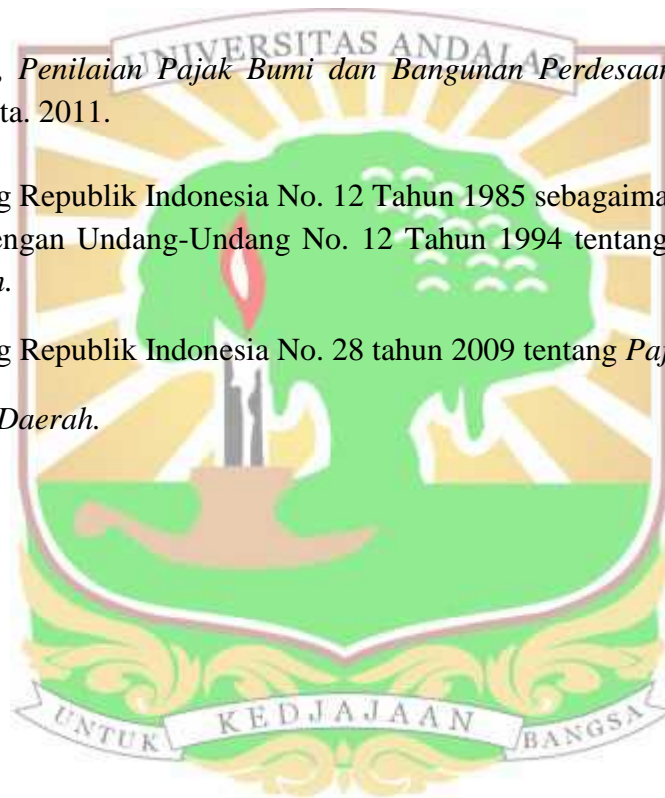 UNIVERSITAS ANDALAS
, Penilaian Pajak Bumi dan Bangunan Perdesaan
ta. 2011.
g Republik Indonesia No. 12 Tahun 1985 sebagaima
engan Undang-Undang No. 12 Tahun 1994 tentang
n.
g Republik Indonesia No. 28 tahun 2009 tentang Paj
Daerah.
UNTUK KEDJAJAAN BANGSA